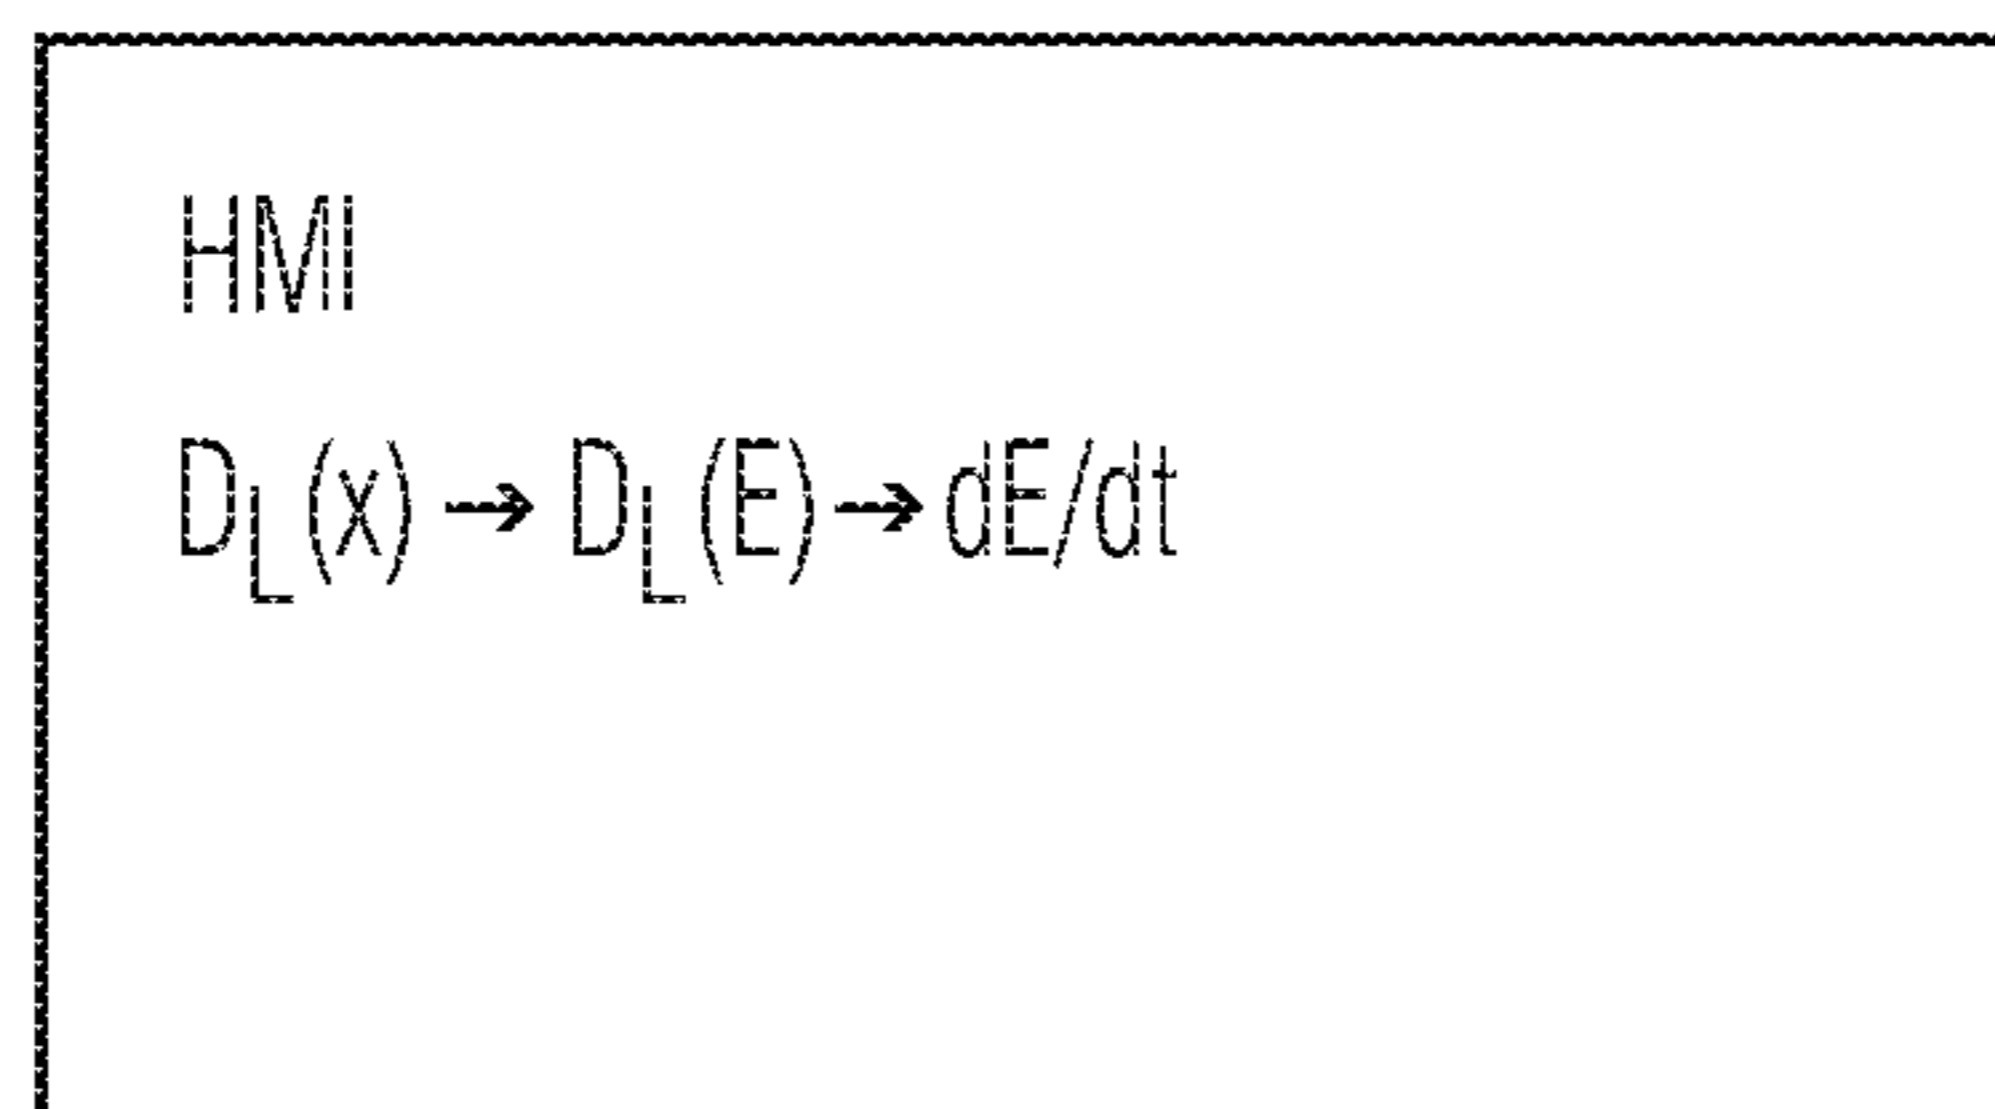 HMI
D_L(x) → D_L(E) → dE/dt